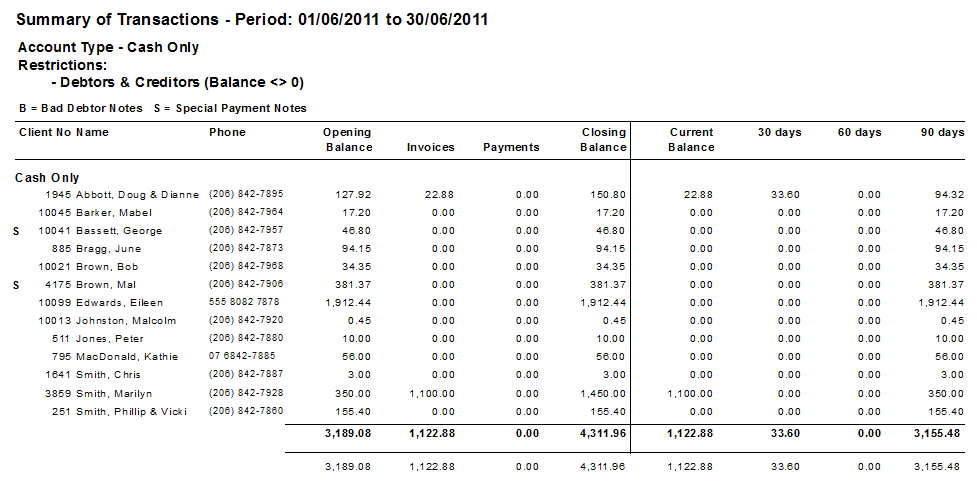 Summary of Transactions - Period: 01/06/2011 to 30/06/2011
Account Type - Cash Only
Restrictions:
- Debtors & Creditors (Balance <> 0)
B = Bad Debtor Notes S = Special Payment Notes
Client No Name Phone Opening Balance Invoices Payments Closing Balance Current Balance 30 days 60 days 90 days
Cash Only
1945 Abbott, Doug & Dianne (206) 842-7895 127.92 22.88 0.00 150.80 22.88 33.60 0.00 94.32
10045 Barker, Mabel (206) 842-7964 17.20 0.00 0.00 17.20 0.00 0.00 0.00 17.20
S 10041 Bassett, George (206) 842-7957 46.80 0.00 0.00 46.80 0.00 0.00 0.00 46.80
885 Bragg, June (206) 842-7873 94.15 0.00 0.00 94.15 0.00 0.00 0.00 94.15
10021 Brown, Bob (206) 842-7968 34.35 0.00 0.00 34.35 0.00 0.00 0.00 34.35
S 4175 Brown, Mal (206) 842-7906 381.37 0.00 0.00 381.37 0.00 0.00 0.00 381.37
10099 Edwards, Eileen 555 8082 7878 1,912.44 0.00 0.00 1,912.44 0.00 0.00 0.00 1,912.44
10013 Johnston, Malcolm (206) 842-7920 0.45 0.00 0.00 0.45 0.00 0.00 0.00 0.45
511 Jones, Peter (206) 842-7880 10.00 0.00 0.00 10.00 0.00 0.00 0.00 10.00
795 MacDonald, Kathie 07 6842-7885 56.00 0.00 0.00 56.00 0.00 0.00 0.00 56.00
1641 Smith, Chris (206) 842-7887 3.00 0.00 0.00 3.00 0.00 0.00 0.00 3.00
3859 Smith, Marilyn (206) 842-7928 350.00 1,100.00 0.00 1,450.00 1,100.00 0.00 0.00 350.00
251 Smith, Phillip & Vicki (206) 842-7860 155.40 0.00 0.00 155.40 0.00 0.00 0.00 155.40
3,189.08 1,122.88 0.00 4,311.96 1,122.88 33.60 0.00 3,155.48
3,189.08 1,122.88 0.00 4,311.96 1,122.88 33.60 0.00 3,155.48